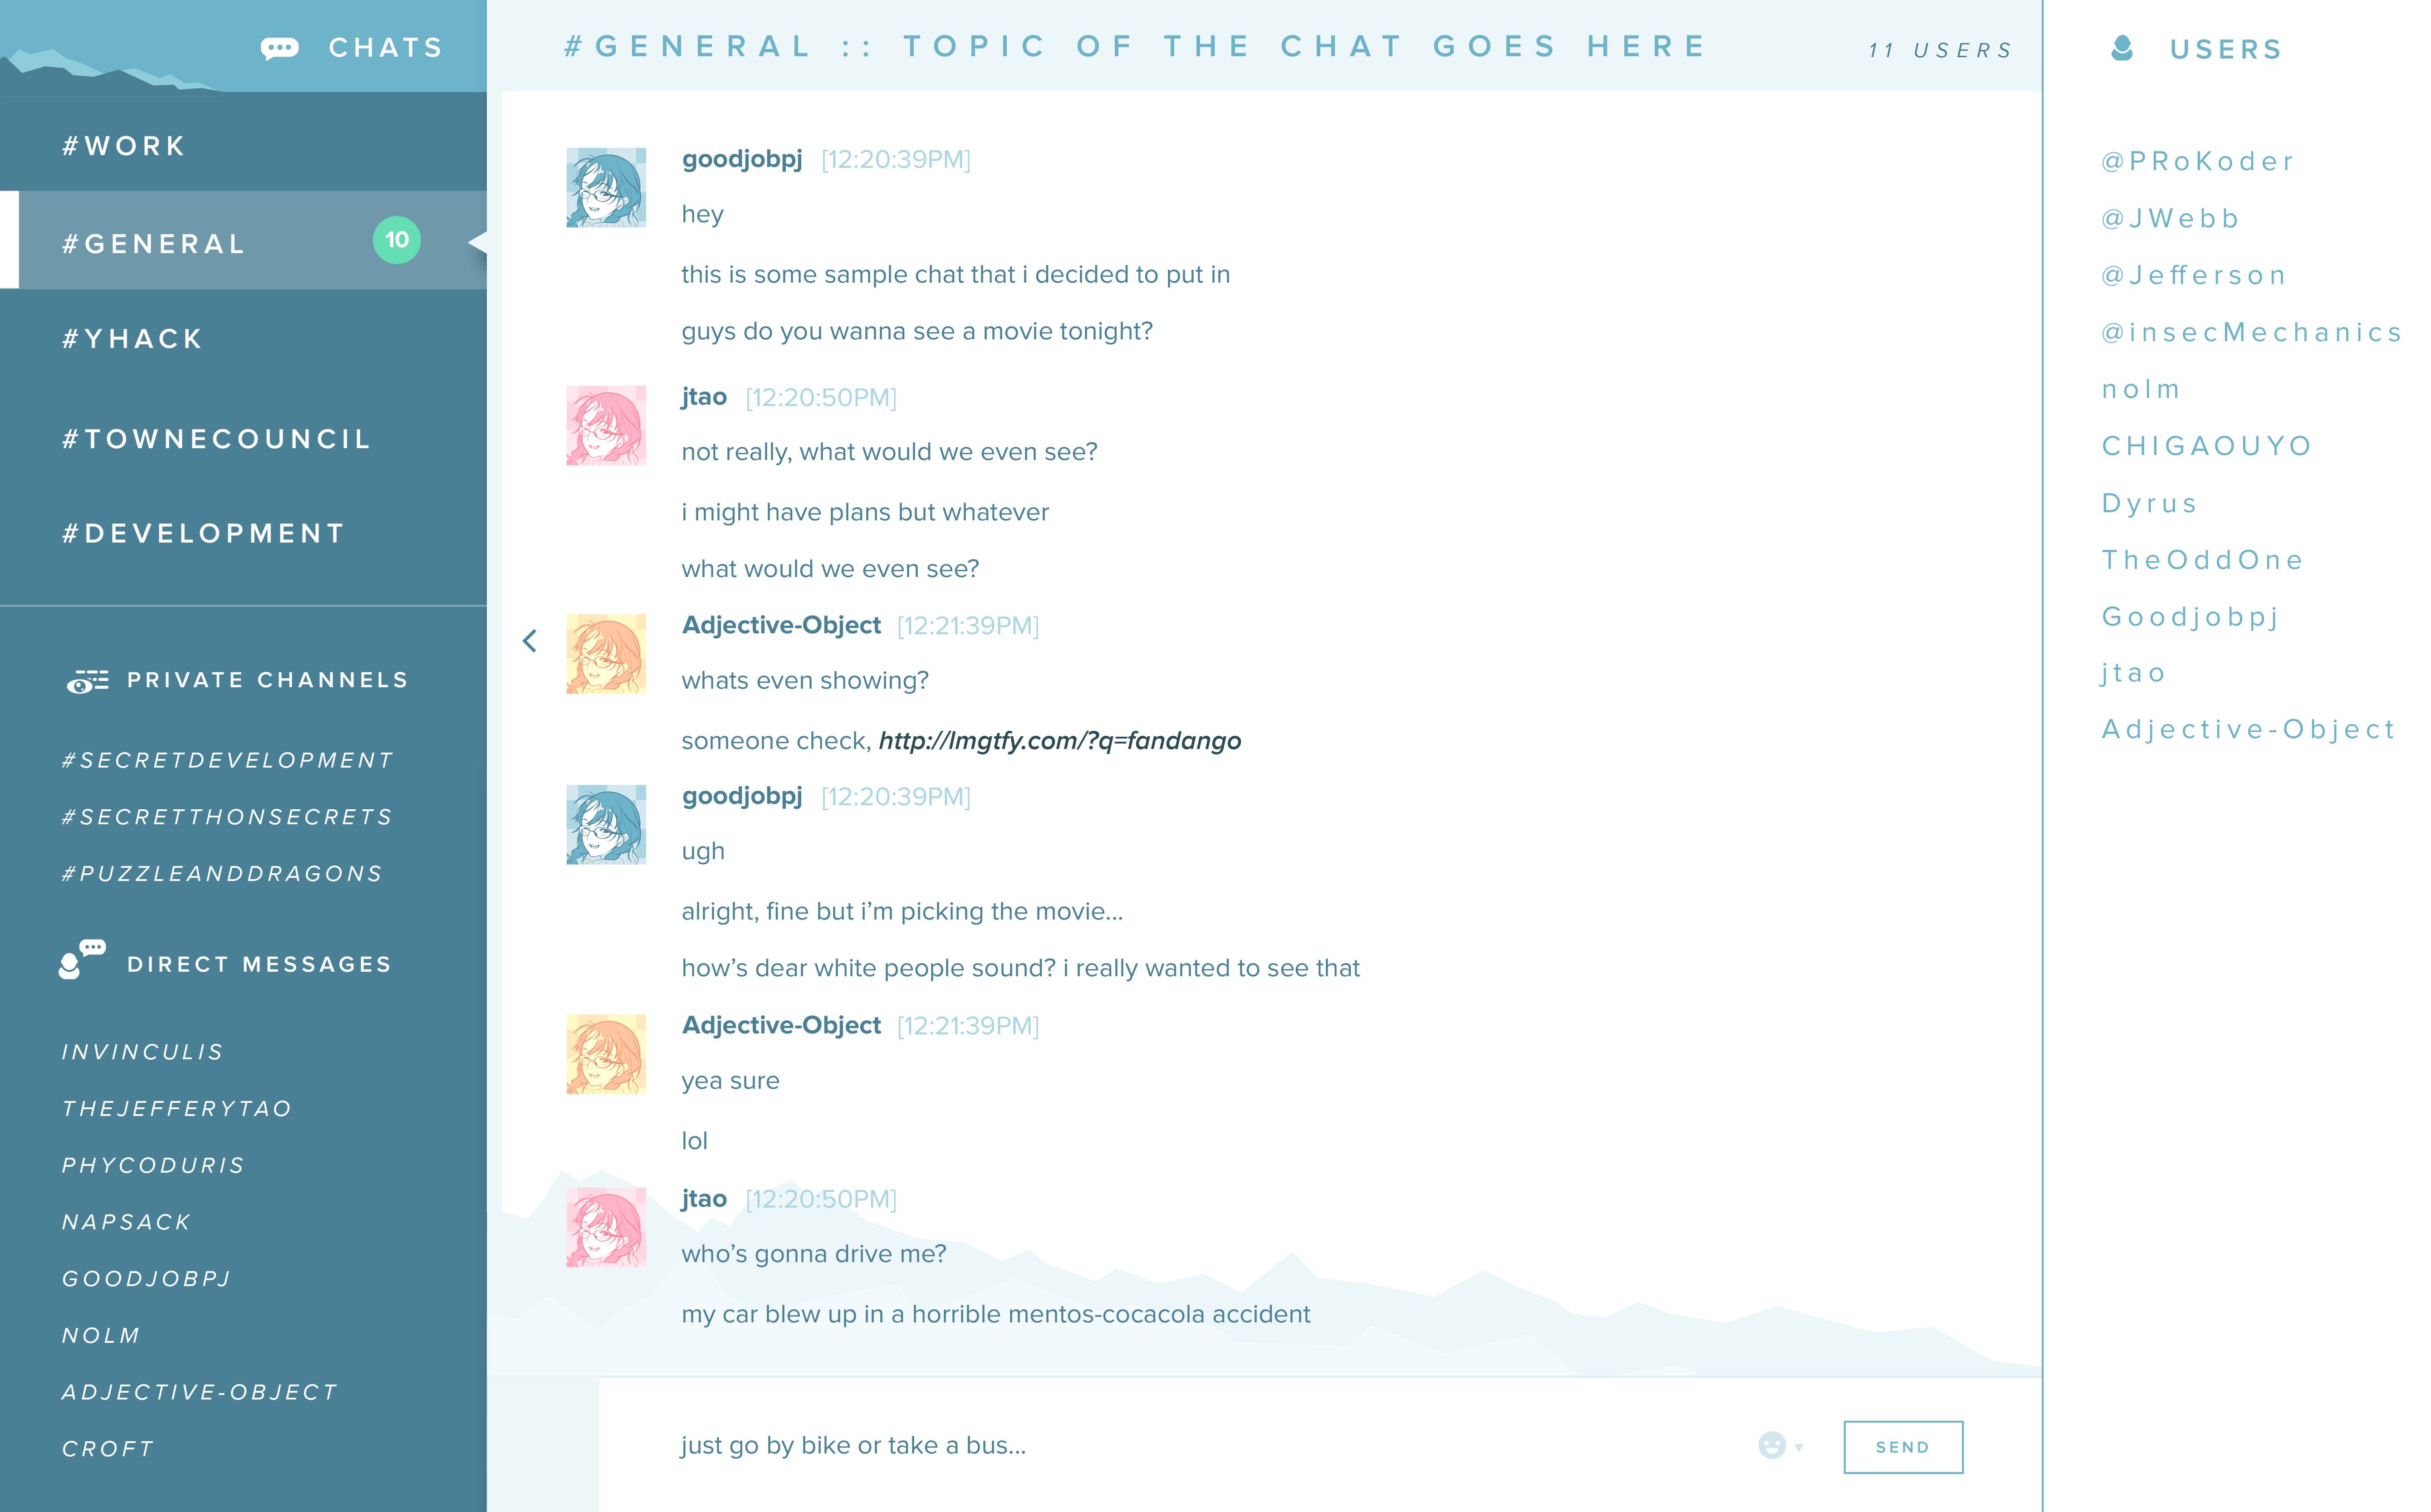 CHATS
#WORK
#GENERAL 10
#YHACK
#TOWNECOUNCIL
#DEVELOPMENT
PRIVATE CHANNELS
#SECRETDEVELOPMENT
#SECRETTHONSECRETS
#PUZZLEANDDRAGONS
DIRECT MESSAGES
INVINCULIS
THEJEFFERYTAO
PHYCODURIS
NAPSACK
GOODJOBPJ
NOLM
ADJECTIVE-OBJECT
CROFT
#GENERAL :: TOPIC OF THE CHAT GOES HERE
11 USERS
goodjobpj [12:20:39PM]
hey
this is some sample chat that i decided to put in
guys do you wanna see a movie tonight?
jtao [12:20:50PM]
not really, what would we even see?
i might have plans but whatever
what would we even see?
Adjective-Object [12:21:39PM]
whats even showing?
someone check, http://lmgtfy.com/?q=fandango
goodjobpj [12:20:39PM]
ugh
alright, fine but i’m picking the movie...
how’s dear white people sound? i really wanted to see that
Adjective-Object [12:21:39PM]
yea sure
lol
jtao [12:20:50PM]
who’s gonna drive me?
my car blew up in a horrible mentos-cocacola accident
just go by bike or take a bus...
SEND
USERS
@PRoKoder
@JWebb
@Jefferson
@insecMechanics
nolm
CHIGAOUYO
Dyrus
TheOddOne
Goodjobpj
jtao
Adjective-Object